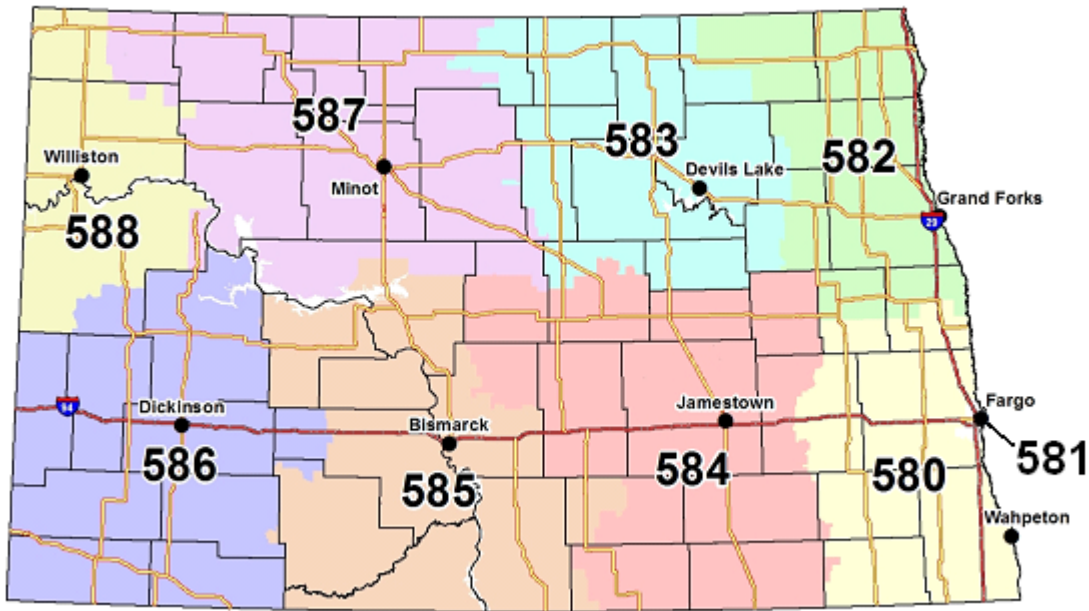 587
583
582
Williston
Minot
Devils Lake
Grand Forks
29
588
94
Dickinson
Bismarck
Jamestown
Fargo
586
585
584
580
581
Wahpeton